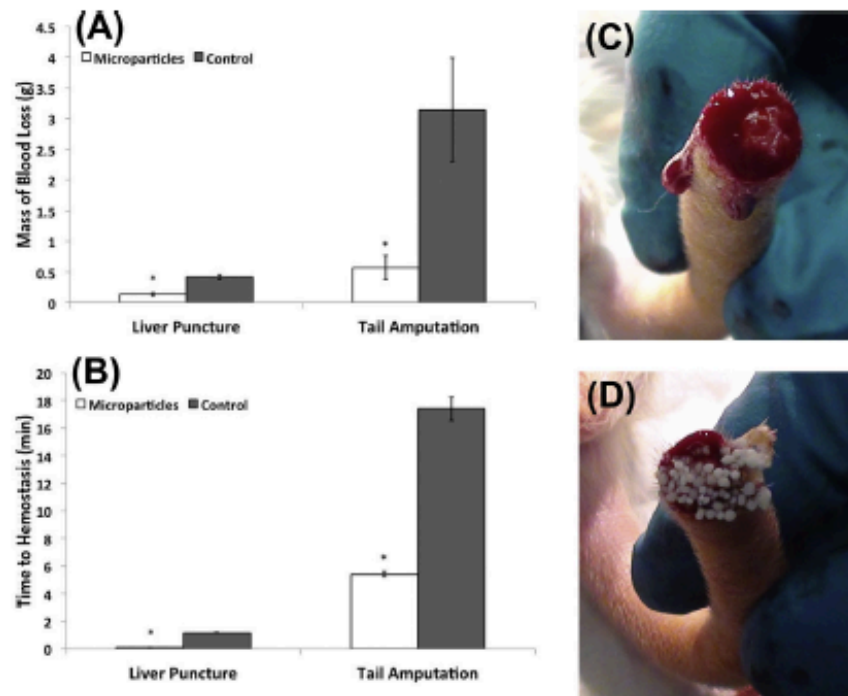 (A)
Microparticles Control
Mass of Blood Loss (g)
4.5
4
3.5
3
2.5
2
1.5
1
0.5
0
*
*
Liver Puncture Tail Amputation
(B)
Microparticles Control
Time to Hemostasis (min)
20
18
16
14
12
10
8
6
4
2
0
*
*
Liver Puncture Tail Amputation
(C)
(D)